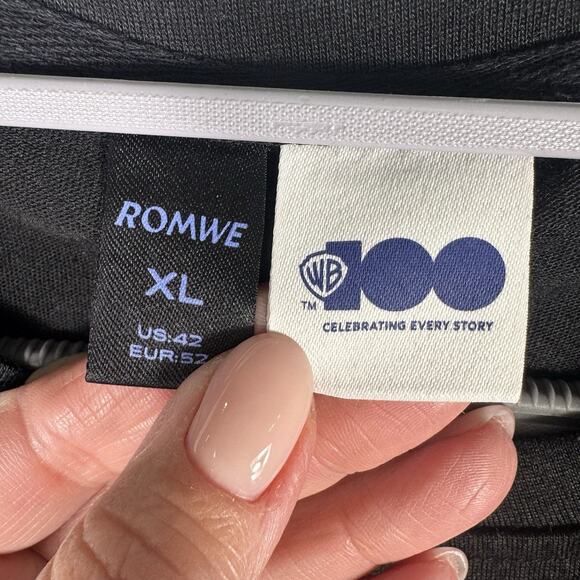 ROMWE
XL
US:42
EUR:52
WB 100
TM
CELEBRATING EVERY STORY